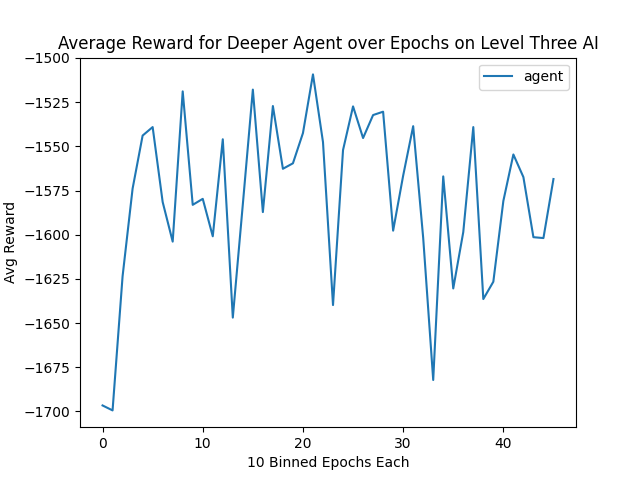 Average Reward for Deeper Agent over Epochs on Level Three AI
agent
−1500
−1525
−1550
−1575
−1600
−1625
−1650
−1675
−1700
Avg Reward
0 10 20 30 40
10 Binned Epochs Each